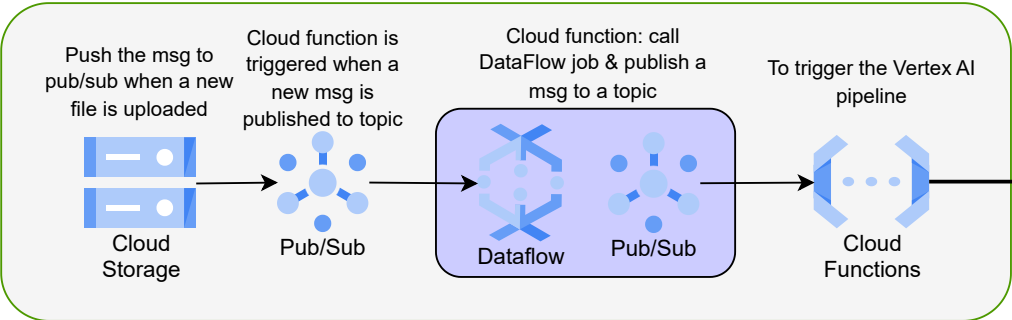 Push the msg to
pub/sub when a new
file is uploaded
Cloud function is
triggered when a
new msg is
published to topic
Cloud function: call
DataFlow job & publish a
msg to a topic
To trigger the Vertex AI
pipeline
Cloud
Storage
Pub/Sub
Dataflow
Pub/Sub
Cloud
Functions